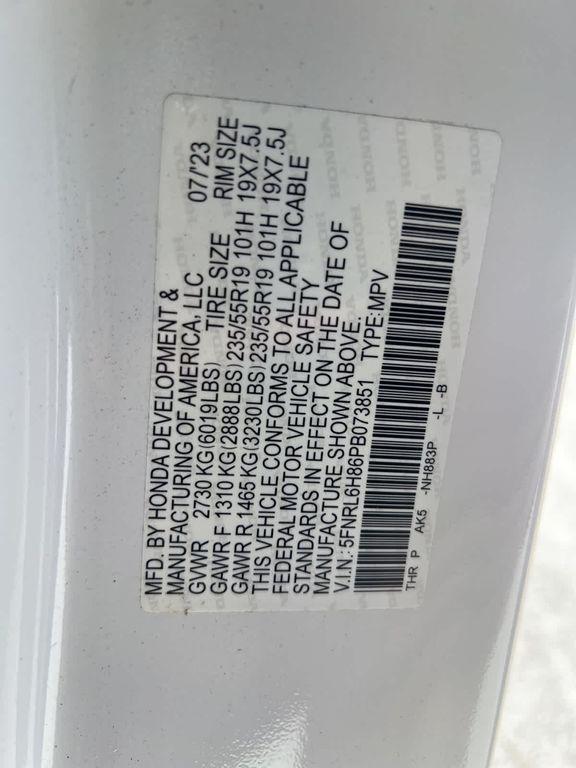 MFD. BY HONDA DEVELOPMENT &
MANUFACTURING OF AMERICA, LLC 07/'23
GVWR 2730 KG(6019LBS) TIRE SIZE RIM SIZE
GAWR F 1310 KG(2888LBS)235/55R19 101H 19X7.5J
GAWR R 1465 KG(3230LBS)235/55R19 101H 19X7.5J
THIS VEHICLE CONFORMS TO ALL APPLICABLE
FEDERAL MOTOR VEHICLE SAFETY
STANDARDS IN EFFECT ON THE DATE OF
MANUFACTURE SHOWN ABOVE.
V.I.N.: 5FNRL6H86PB073851 TYPE: MPV
THR P AK5 -NH883P -L -B
HONDA
HONDA
HONDA